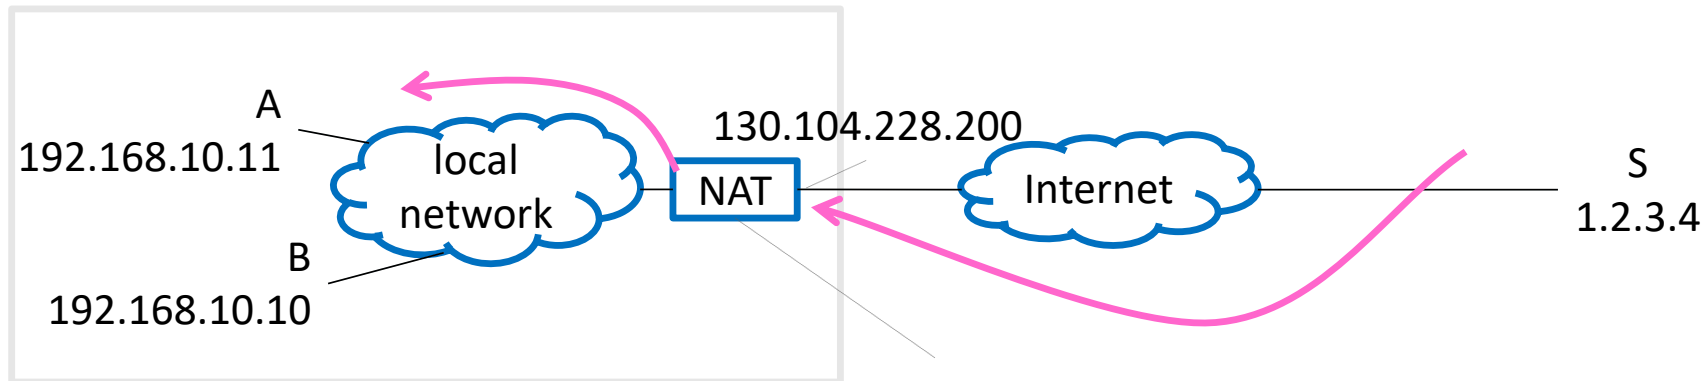 A
192.168.10.11
local
network
B
192.168.10.10
NAT
130.104.228.200
Internet
S
1.2.3.4